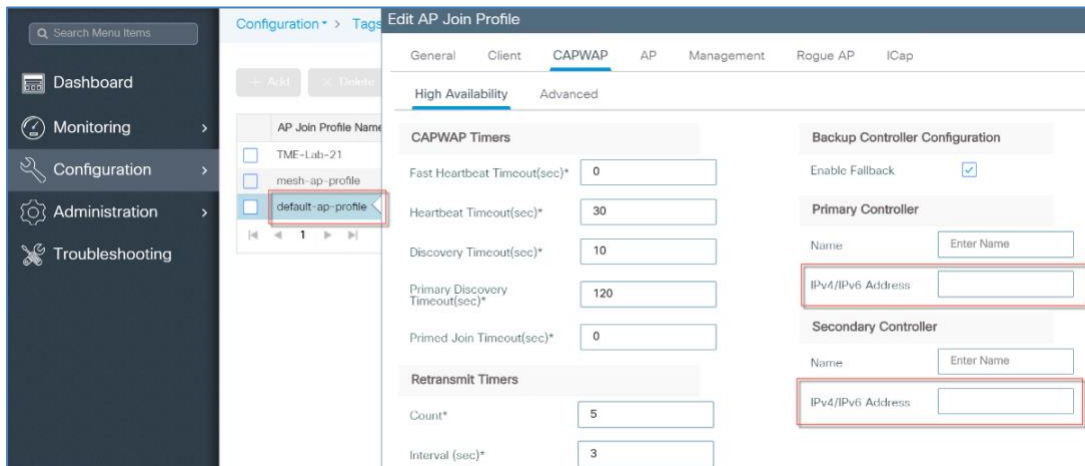 Search Menu Items
Dashboard
Monitoring
Configuration
Administration
Troubleshooting
Configuration > Tags
+ Add
× Delete
AP Join Profile Name
TME-Lab-21
mesh-ap-profile
default-ap-profile
1
Edit AP Join Profile
General Client CAPWAP AP Management Rogue AP ICap
High Availability Advanced
CAPWAP Timers
Fast Heartbeat Timeout(sec)* 0
Heartbeat Timeout(sec)* 30
Discovery Timeout(sec)* 10
Primary Discovery
Timeout(sec)* 120
Primed Join Timeout(sec)* 0
Retransmit Timers
Count* 5
Interval (sec)* 3
Backup Controller Configuration
Enable Fallback
Primary Controller
Name Enter Name
IPv4/IPv6 Address
Secondary Controller
Name Enter Name
IPv4/IPv6 Address